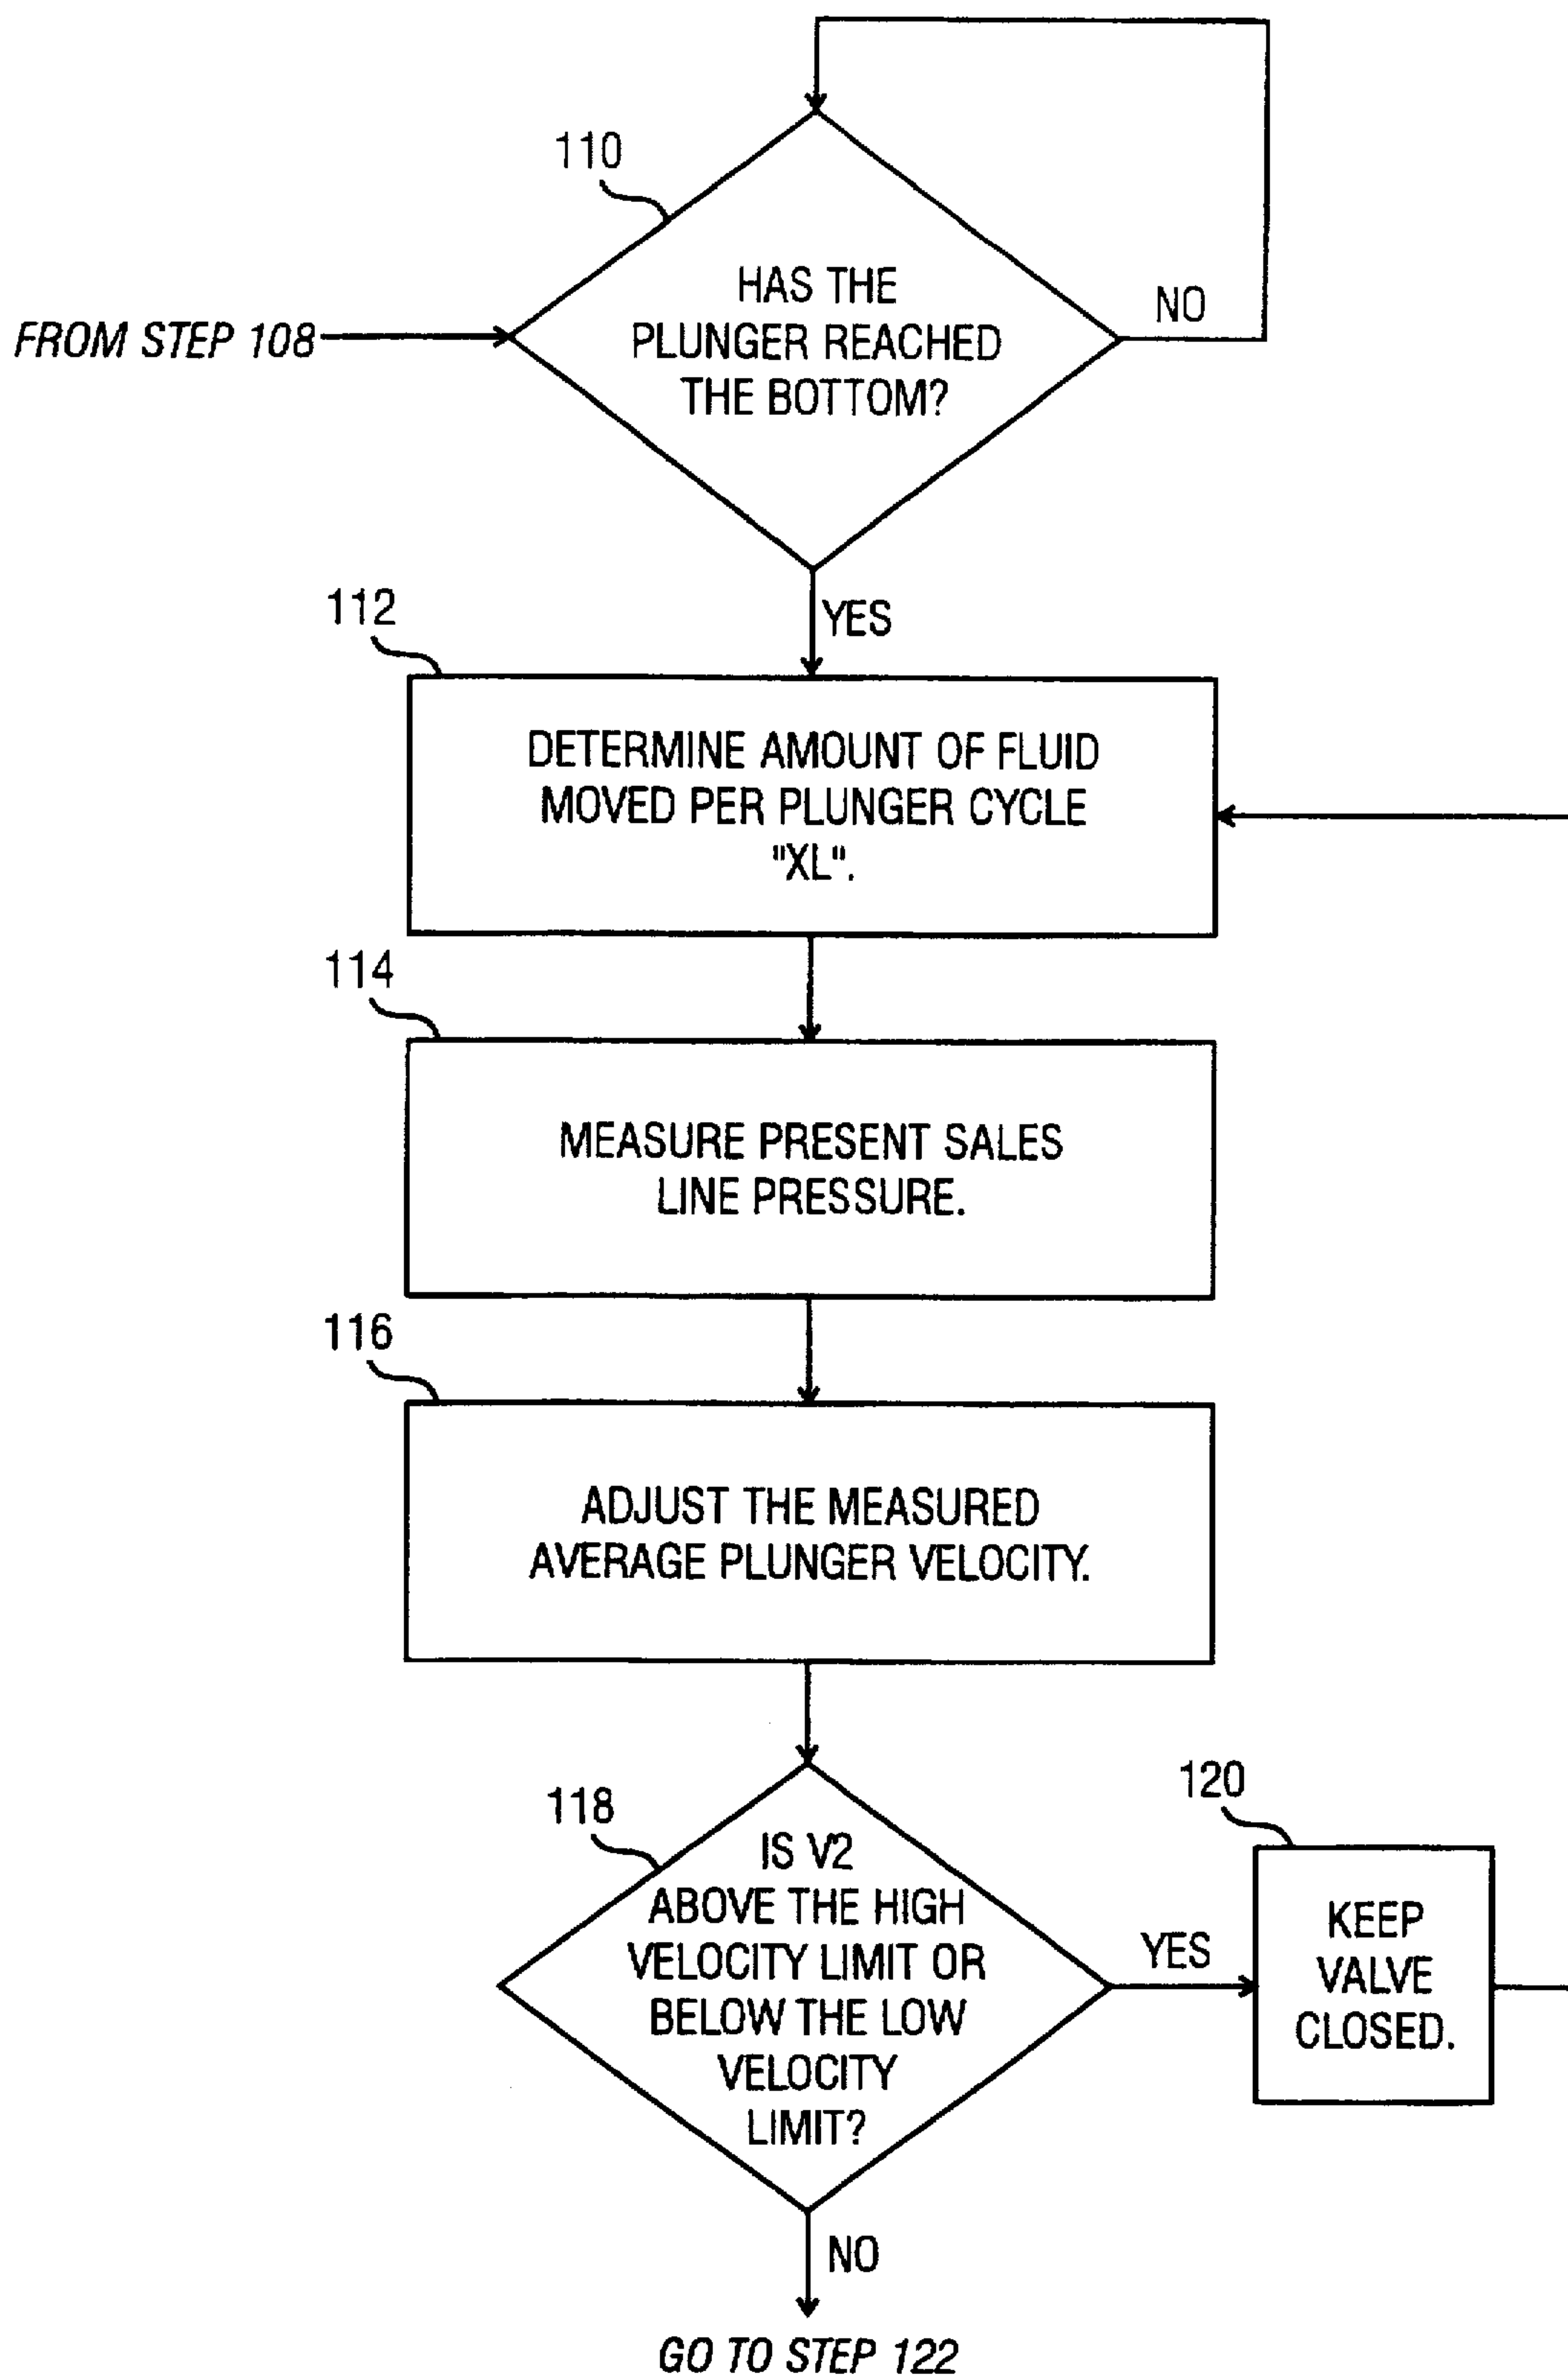 110
HAS THE
PLUNGER REACHED
THE BOTTOM?
NO
FROM STEP 108
YES
112
DETERMINE AMOUNT OF FLUID
MOVED PER PLUNGER CYCLE
"XL".
114
MEASURE PRESENT SALES
LINE PRESSURE.
116
ADJUST THE MEASURED
AVERAGE PLUNGER VELOCITY.
118
IS V2
ABOVE THE HIGH
VELOCITY LIMIT OR
BELOW THE LOW
VELOCITY
LIMIT?
YES
120
KEEP
VALVE
CLOSED.
NO
GO TO STEP 122